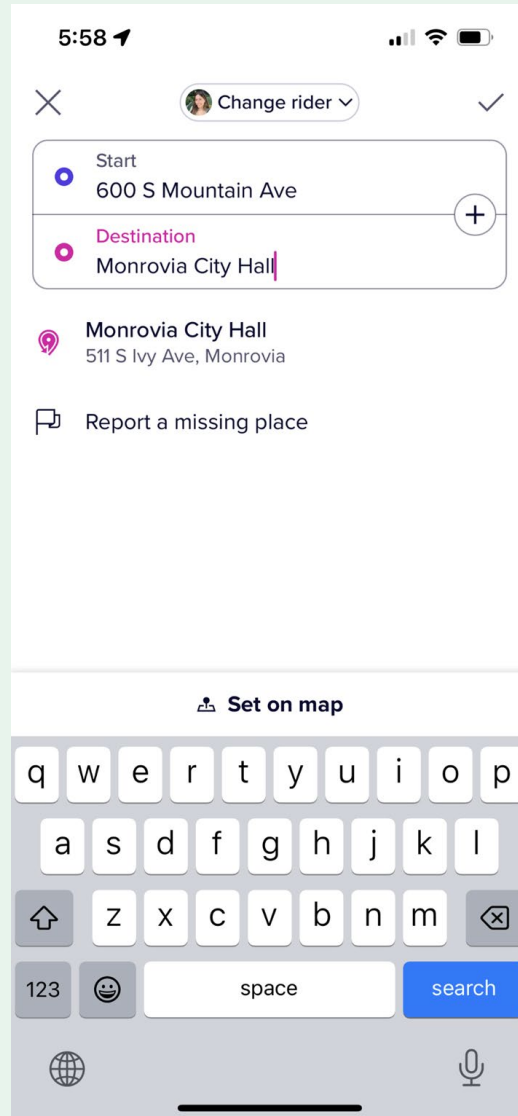 5:58
Change rider
Start
600 S Mountain Ave
Destination
Monrovia City Hall
Monrovia City Hall
511 S Ivy Ave, Monrovia
Report a missing place
Set on map
q w e r t y u i o p
a s d f g h j k l
z x c v b n m
123 space search